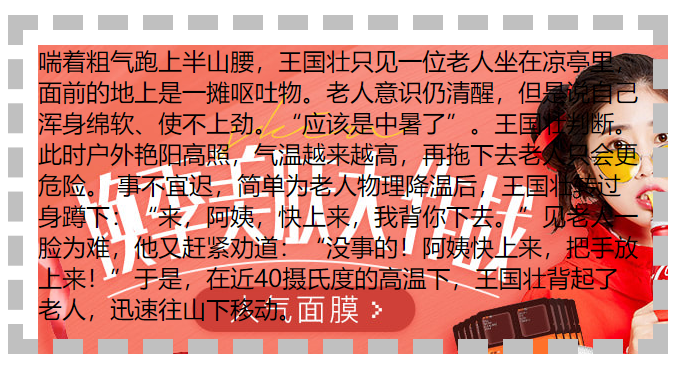 喘着粗气跑上半山腰，王国壮只见一位老人坐在凉亭里，
面前的地上是一摊呕吐物。老人意识仍清醒，但是说自己
浑身绵软、使不上劲。“应该是中暑了”。王国壮判断。
此时户外艳阳高照，气温越来越高，再拖下去老人只会更
危险。 事不宜迟，简单为老人物理降温后，王国壮转过
身蹲下：“来，阿姨，快上来，我背你下去。”见老人一
脸为难，他又赶紧劝道：“没事的！阿姨快上来，把手放
上来！”于是，在近40摄氏度的高温下，王国壮背起了
老人，迅速往山下移动。
焕变美肤大作战
气面膜 >